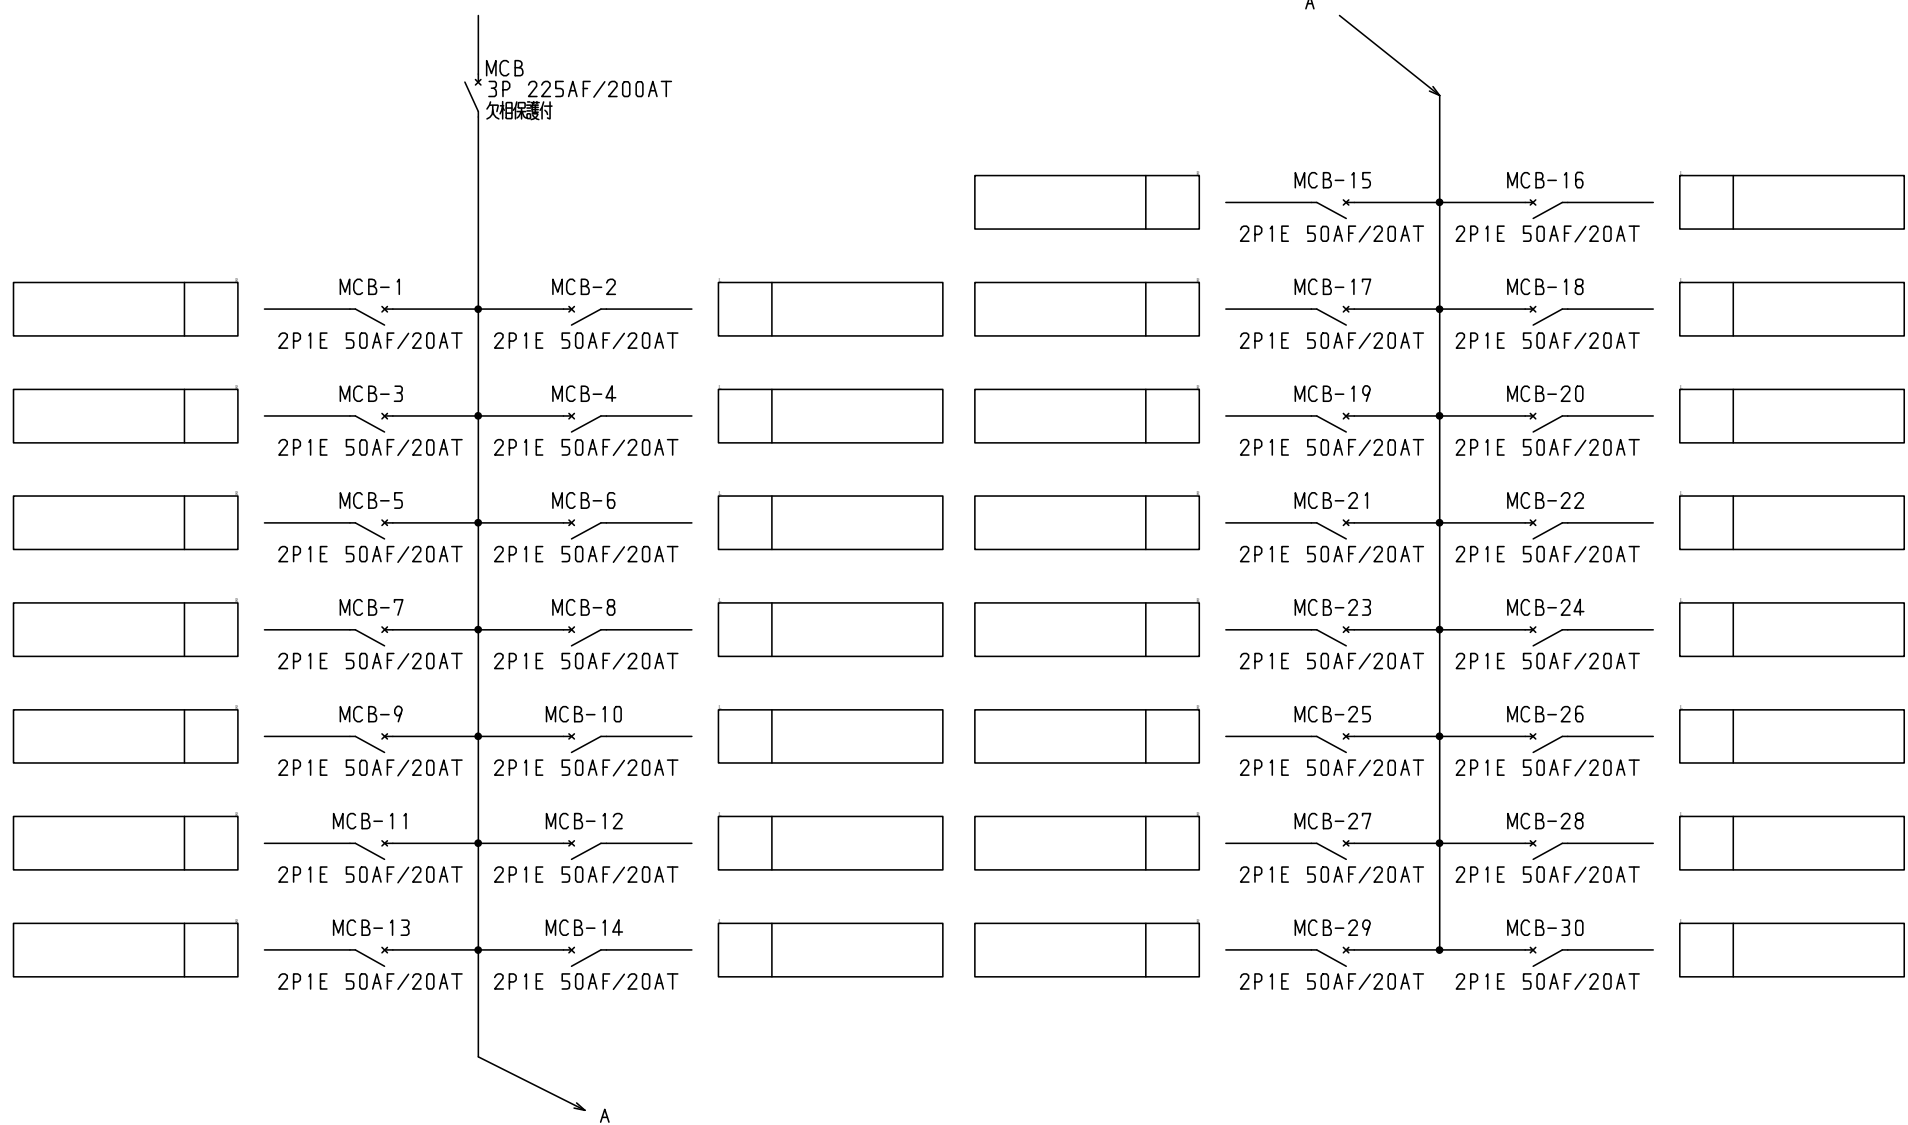 MCB
3P 225AF/200AT
欠相保護付
MCB-1 MCB-2
2P1E 50AF/20AT 2P1E 50AF/20AT
MCB-3 MCB-4
2P1E 50AF/20AT 2P1E 50AF/20AT
MCB-5 MCB-6
2P1E 50AF/20AT 2P1E 50AF/20AT
MCB-7 MCB-8
2P1E 50AF/20AT 2P1E 50AF/20AT
MCB-9 MCB-10
2P1E 50AF/20AT 2P1E 50AF/20AT
MCB-11 MCB-12
2P1E 50AF/20AT 2P1E 50AF/20AT
MCB-13 MCB-14
2P1E 50AF/20AT 2P1E 50AF/20AT
A
A
MCB-15 MCB-16
2P1E 50AF/20AT 2P1E 50AF/20AT
MCB-17 MCB-18
2P1E 50AF/20AT 2P1E 50AF/20AT
MCB-19 MCB-20
2P1E 50AF/20AT 2P1E 50AF/20AT
MCB-21 MCB-22
2P1E 50AF/20AT 2P1E 50AF/20AT
MCB-23 MCB-24
2P1E 50AF/20AT 2P1E 50AF/20AT
MCB-25 MCB-26
2P1E 50AF/20AT 2P1E 50AF/20AT
MCB-27 MCB-28
2P1E 50AF/20AT 2P1E 50AF/20AT
MCB-29 MCB-30
2P1E 50AF/20AT 2P1E 50AF/20AT